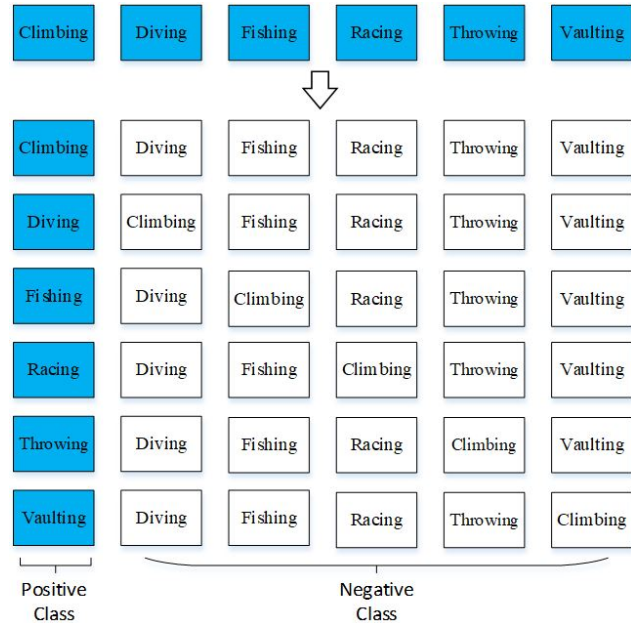 Climbing Diving Fishing Racing Throwing Vaulting
Climbing Diving Fishing Racing Throwing Vaulting
Diving Climbing Fishing Racing Throwing Vaulting
Fishing Diving Climbing Racing Throwing Vaulting
Racing Diving Fishing Climbing Throwing Vaulting
Throwing Diving Fishing Racing Climbing Vaulting
Vaulting Diving Fishing Racing Throwing Climbing
Positive Negative
Class Class